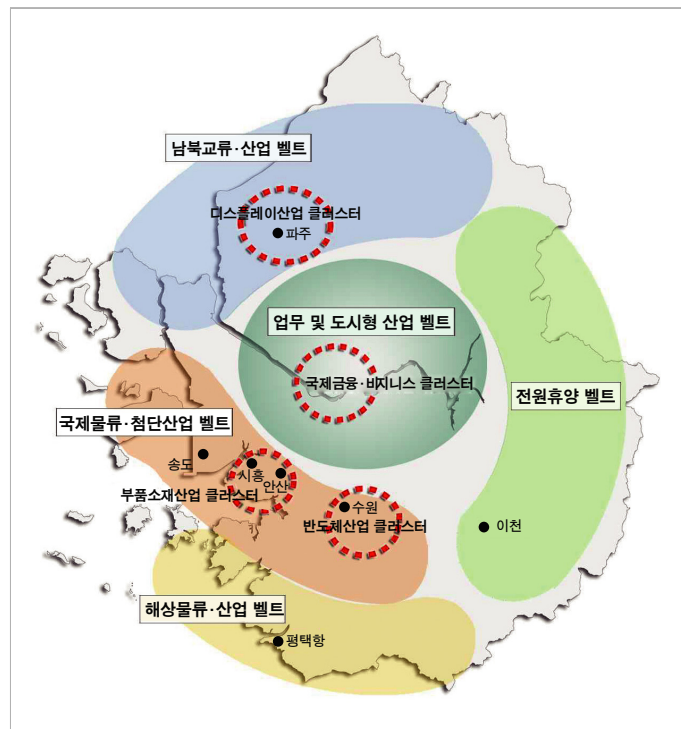 남북교류·산업 벨트
디스플레이산업 클러스터
파주
업무 및 도시형 산업 벨트
국제금융·비지니스 클러스터
전원휴양 벨트
국제물류·첨단산업 벨트
송도
시흥
안산
부품소재산업 클러스터
수원
반도체산업 클러스터
이천
해상물류·산업 벨트
평택항